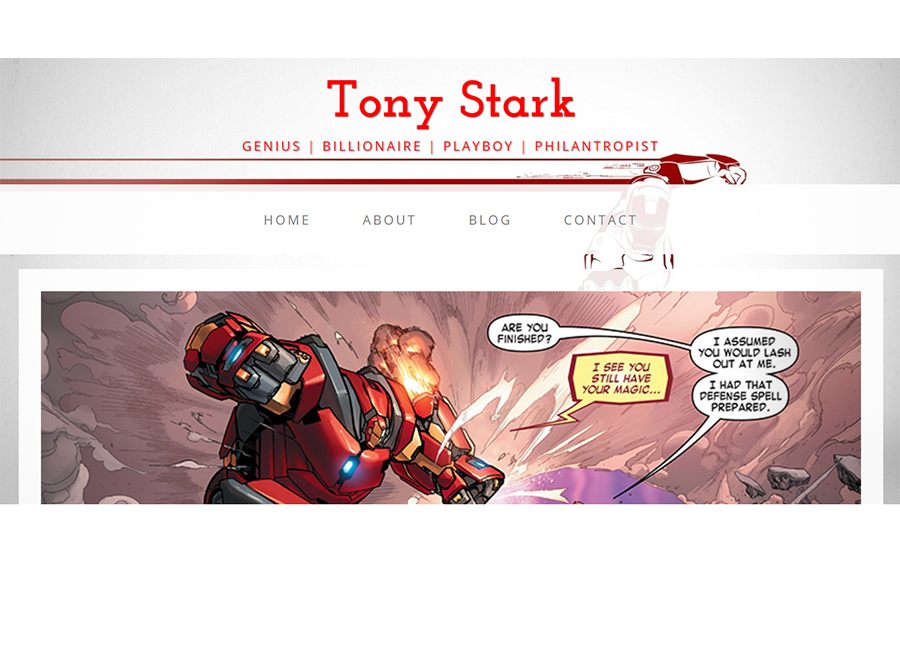 Tony Stark
GENIUS | BILLIONAIRE | PLAYBOY | PHILANTROPIST
HOME ABOUT BLOG CONTACT
ARE YOU
FINISHED?
I ASSUMED
YOU WOULD LASH
OUT AT ME.
I SEE YOU
STILL HAVE
YOUR MAGIC...
I HAD THAT
DEFENSE SPELL
PREPARED.